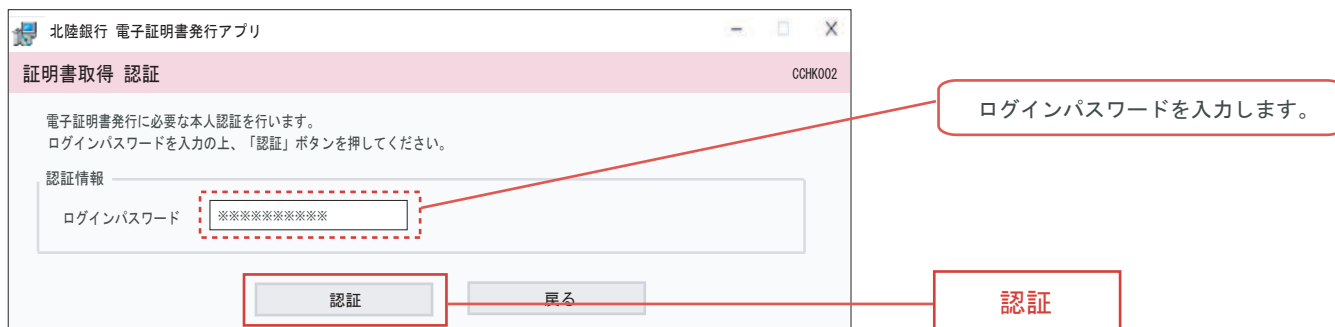 北陸銀行 電子証明書発行アプリ
証明書取得 認証
CCHK002
電子証明書発行に必要な本人認証を行います。
ログインパスワードを入力の上、「認証」ボタンを押してください。
認証情報
ログインパスワード
※※※※※※※※※※
認証
戻る
ログインパスワードを入力します。
認証